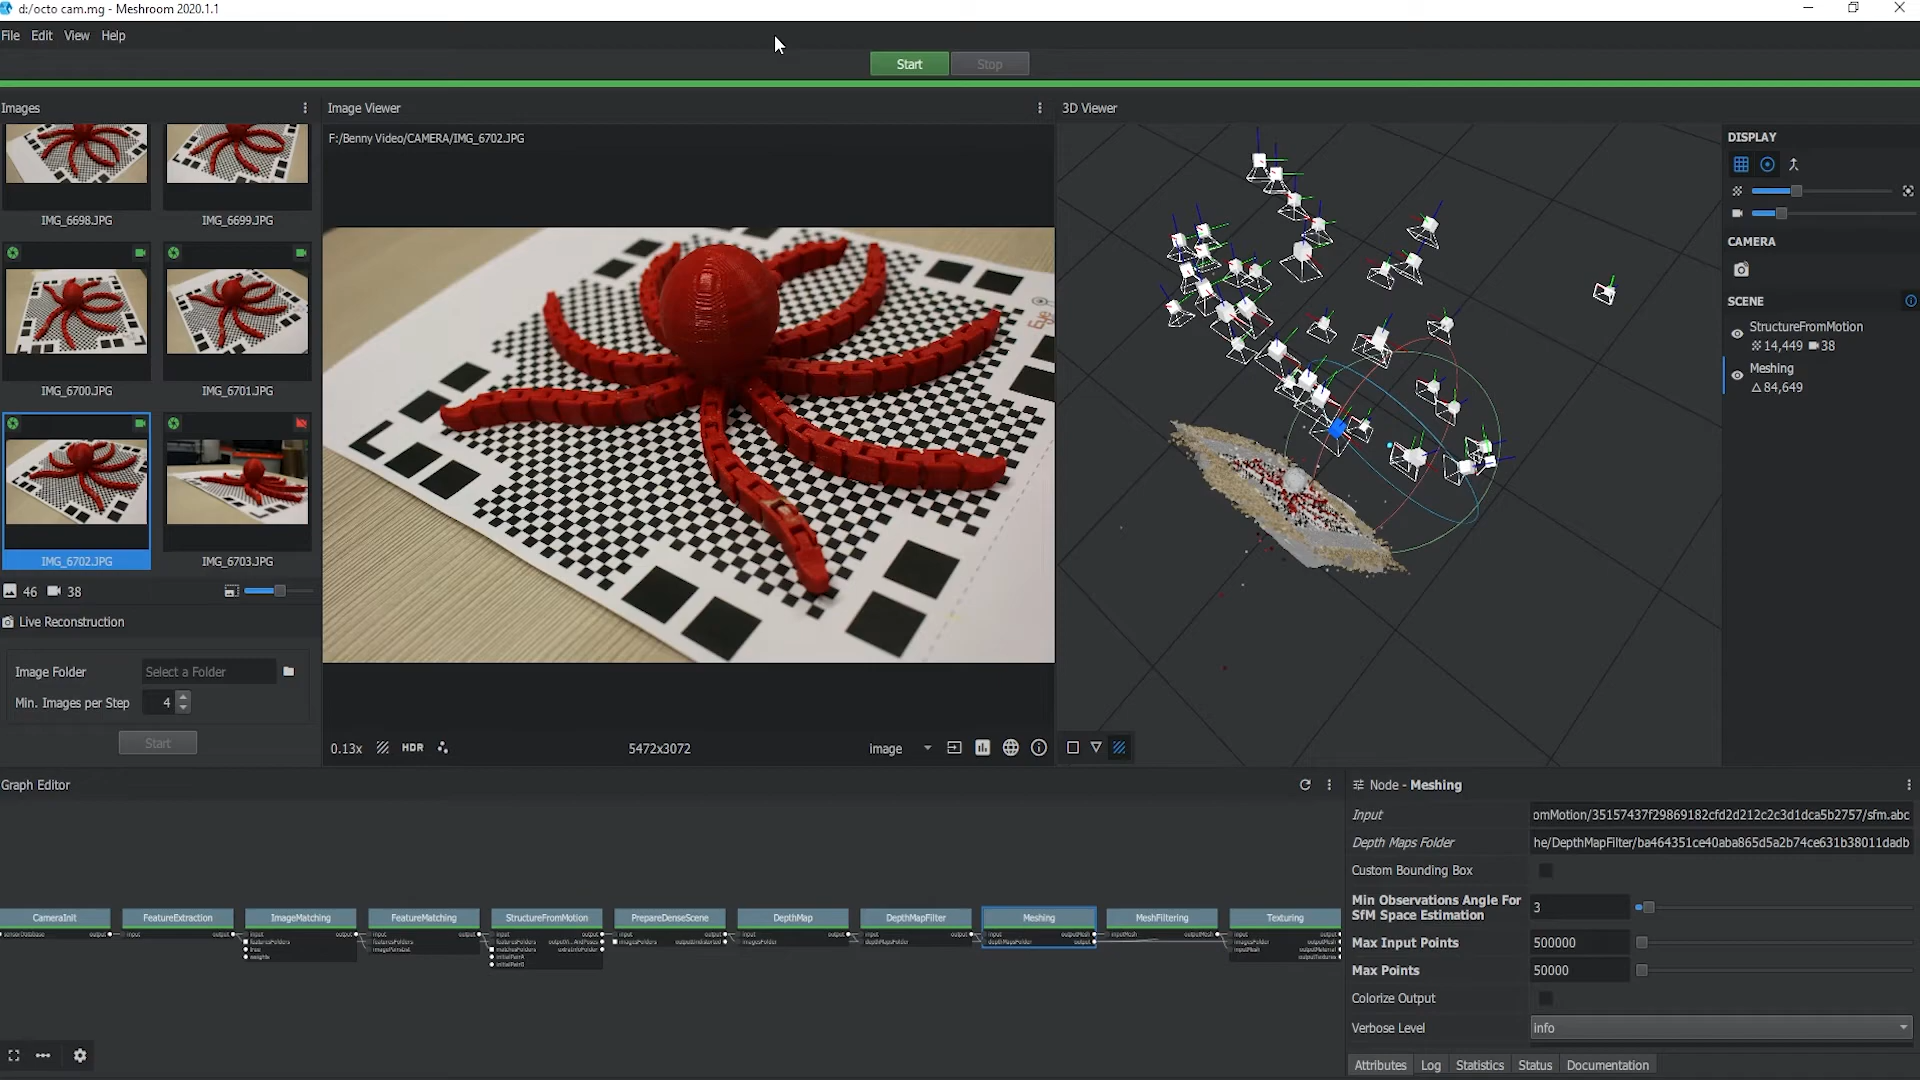 d:/octo cam.mg - Meshroom 2020.1.1
File Edit View Help
Start Stop
Images
IMG_6698.JPG IMG_6699.JPG
IMG_6700.JPG IMG_6701.JPG
IMG_6702.JPG IMG_6703.JPG
46 38
Live Reconstruction
Image Folder Select a Folder
Min. Images per Step 4
Start
Image Viewer
F:/Benny Video/CAMERA/IMG_6702.JPG
0.13x HDR 5472x3072 image
3D Viewer
DISPLAY
CAMERA
SCENE
StructureFromMotion
14,449 38
Meshing
84,649
Graph Editor
CameraInit FeatureExtraction ImageMatching FeatureMatching StructureFromMotion PrepareDenseScene DepthMap DepthMapFilter Meshing MeshFiltering Texturing
Node - Meshing
Input omMotion/35157437f29869182cfd2d212c2c3d1dca5b2757/sfm.abc
Depth Maps Folder he/DepthMapFilter/ba464351ce40aba865d5a2b74ce631b38011dadb
Custom Bounding Box
Min Observations Angle For
SfM Space Estimation 3
Max Input Points 500000
Max Points 50000
Colorize Output
Verbose Level info
Attributes Log Statistics Status Documentation